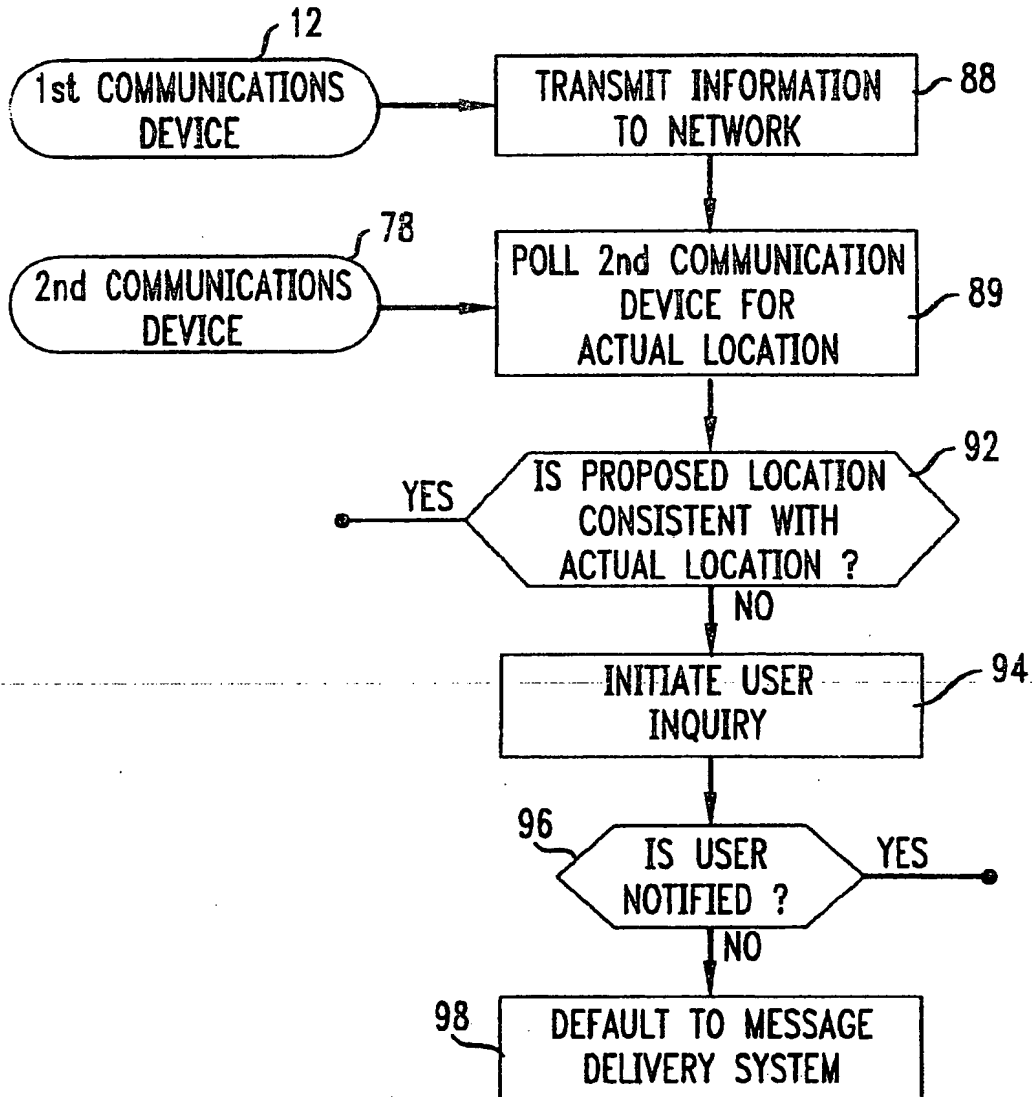 12
1st COMMUNICATIONS
DEVICE
TRANSMIT INFORMATION
TO NETWORK
88
78
2nd COMMUNICATIONS
DEVICE
POLL 2nd COMMUNICATION
DEVICE FOR
ACTUAL LOCATION
89
92
IS PROPOSED LOCATION
CONSISTENT WITH
ACTUAL LOCATION ?
YES
NO
INITIATE USER
INQUIRY
94
96
IS USER
NOTIFIED ?
YES
NO
98
DEFAULT TO MESSAGE
DELIVERY SYSTEM